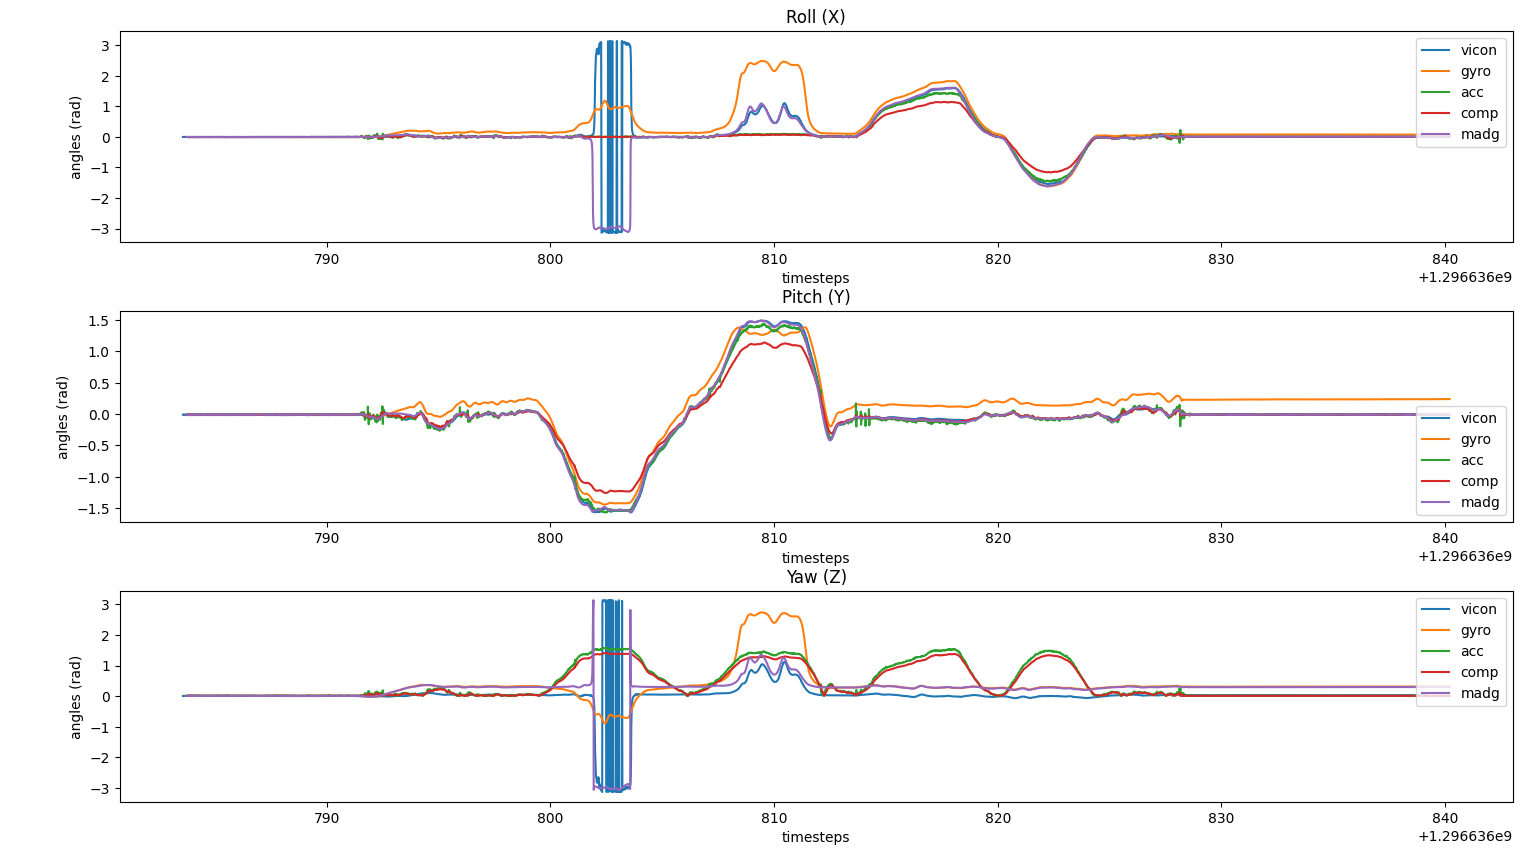 Roll (X)
3
2
1
0
−1
−2
−3
angles (rad)
vicon
gyro
acc
comp
madg
790 800 810 820 830 840
timesteps
+1.296636e9
Pitch (Y)
1.5
1.0
0.5
0.0
−0.5
−1.0
−1.5
angles (rad)
vicon
gyro
acc
comp
madg
790 800 810 820 830 840
timesteps
+1.296636e9
Yaw (Z)
3
2
1
0
−1
−2
−3
angles (rad)
vicon
gyro
acc
comp
madg
790 800 810 820 830 840
timesteps
+1.296636e9